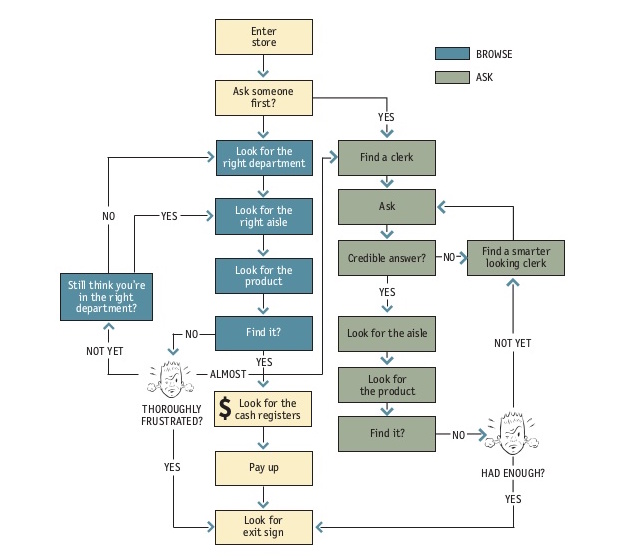 Enter
store
BROWSE
ASK
Ask someone
first?
YES
Look for the
right department
Find a clerk
Look for the
right aisle
Ask
NO
YES
Look for the
product
Credible answer?
NO
Find a smarter
looking clerk
Still think you're
in the right
department?
YES
Find it?
NO
Look for the aisle
NOT YET
NOT YET
YES
ALMOST
Look for
the product
THOROUGHLY
FRUSTRATED?
$
Look for the
cash registers
Find it?
NO
HAD ENOUGH?
YES
Pay up
YES
Look for
exit sign